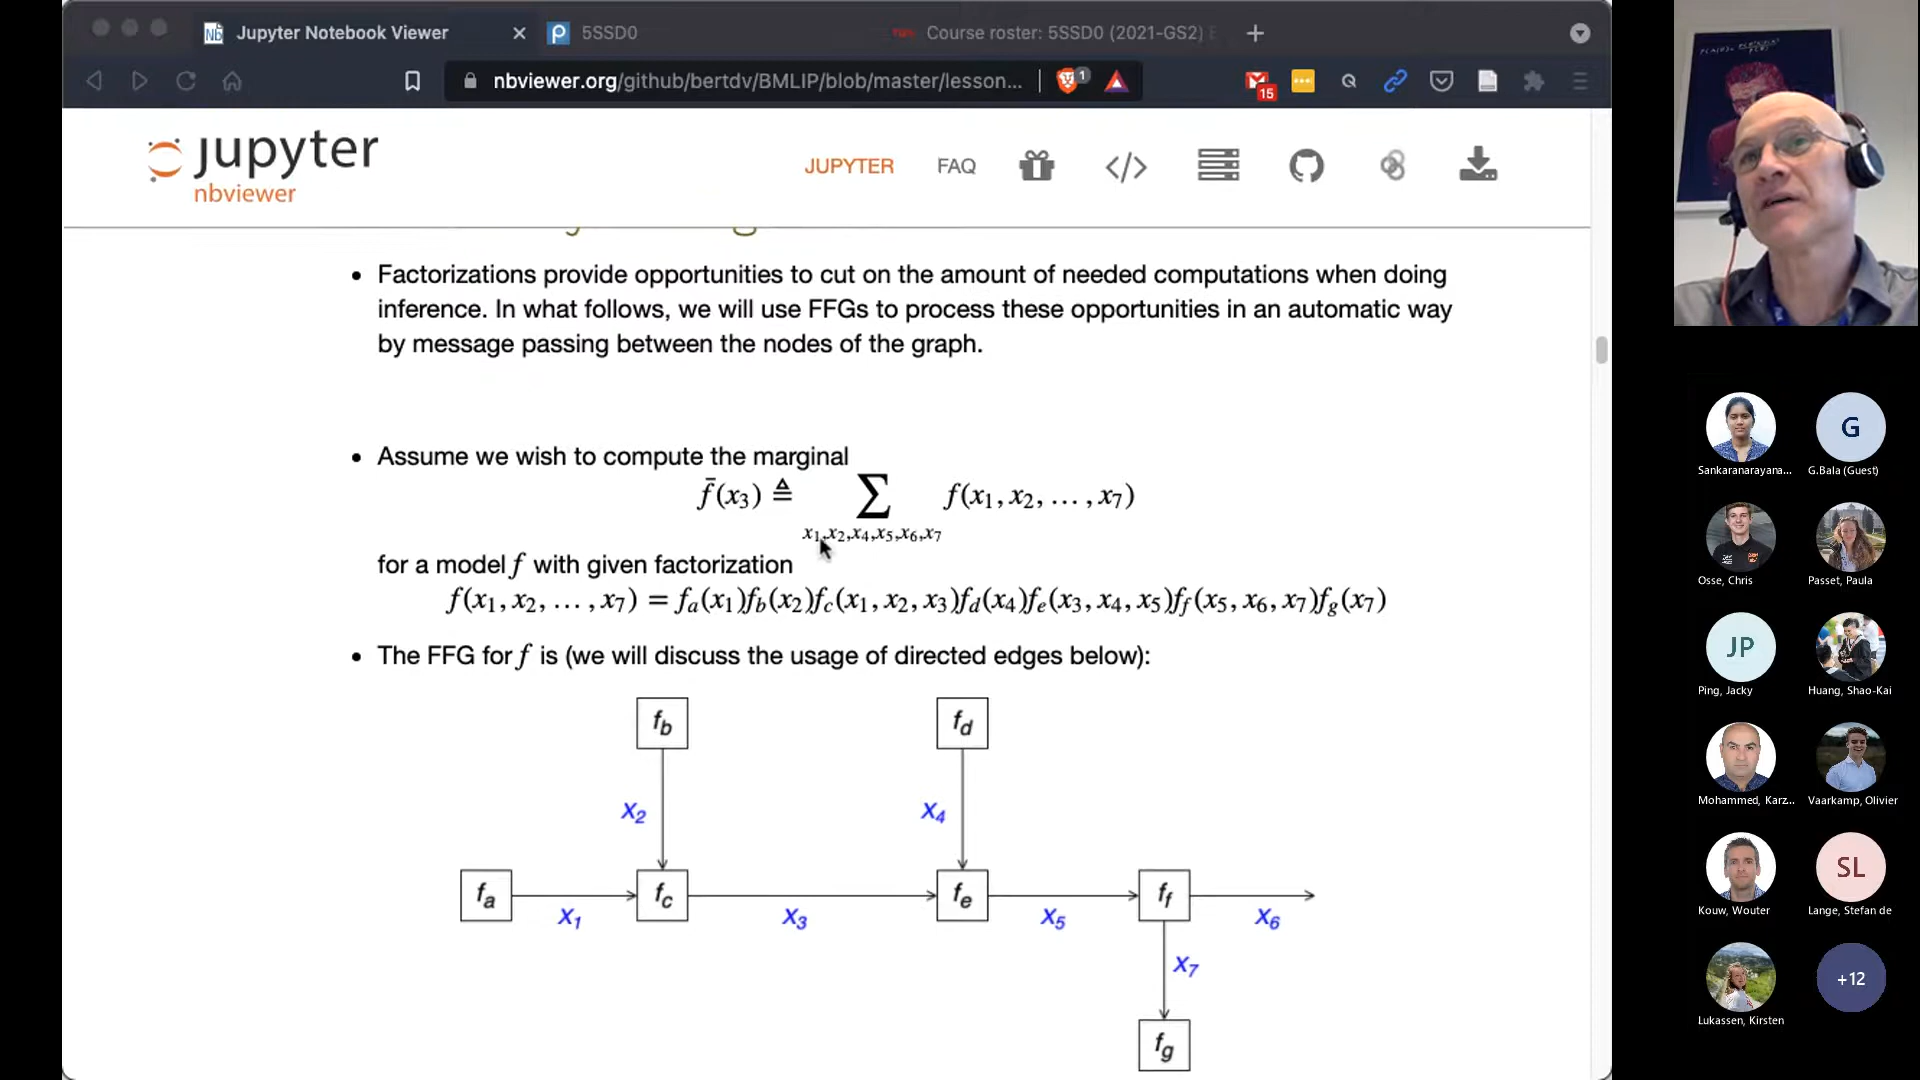 Jupyter Notebook Viewer
5SSD0
Course roster: 5SSD0 (2021-GS2)
nbviewer.org/github/bertdv/BMLIP/blob/master/lesson...
1
15
jupyter
nbviewer
JUPYTER
FAQ
• Factorizations provide opportunities to cut on the amount of needed computations when doing
inference. In what follows, we will use FFGs to process these opportunities in an automatic way
by message passing between the nodes of the graph.
• Assume we wish to compute the marginal
f̄(x₃) ≜ ∑ f(x₁, x₂, … , x₇)
x₁,x₂,x₄,x₅,x₆,x₇
for a model f with given factorization
f(x₁, x₂, … , x₇) = fₐ(x₁)f_b(x₂)f_c(x₁, x₂, x₃)f_d(x₄)f_e(x₃, x₄, x₅)f_f(x₅, x₆, x₇)f_g(x₇)
• The FFG for f is (we will discuss the usage of directed edges below):
f_b f_d
x₂ x₄
fₐ f_c f_e f_f
x₁ x₃ x₅ x₆
x₇
f_g
G
Sankaranarayana... G.Bala (Guest)
Osse, Chris Passet, Paula
JP
Ping, Jacky Huang, Shao-Kai
Mohammed, Karz... Vaarkamp, Olivier
SL
Kouw, Wouter Lange, Stefan de
+12
Lukassen, Kirsten